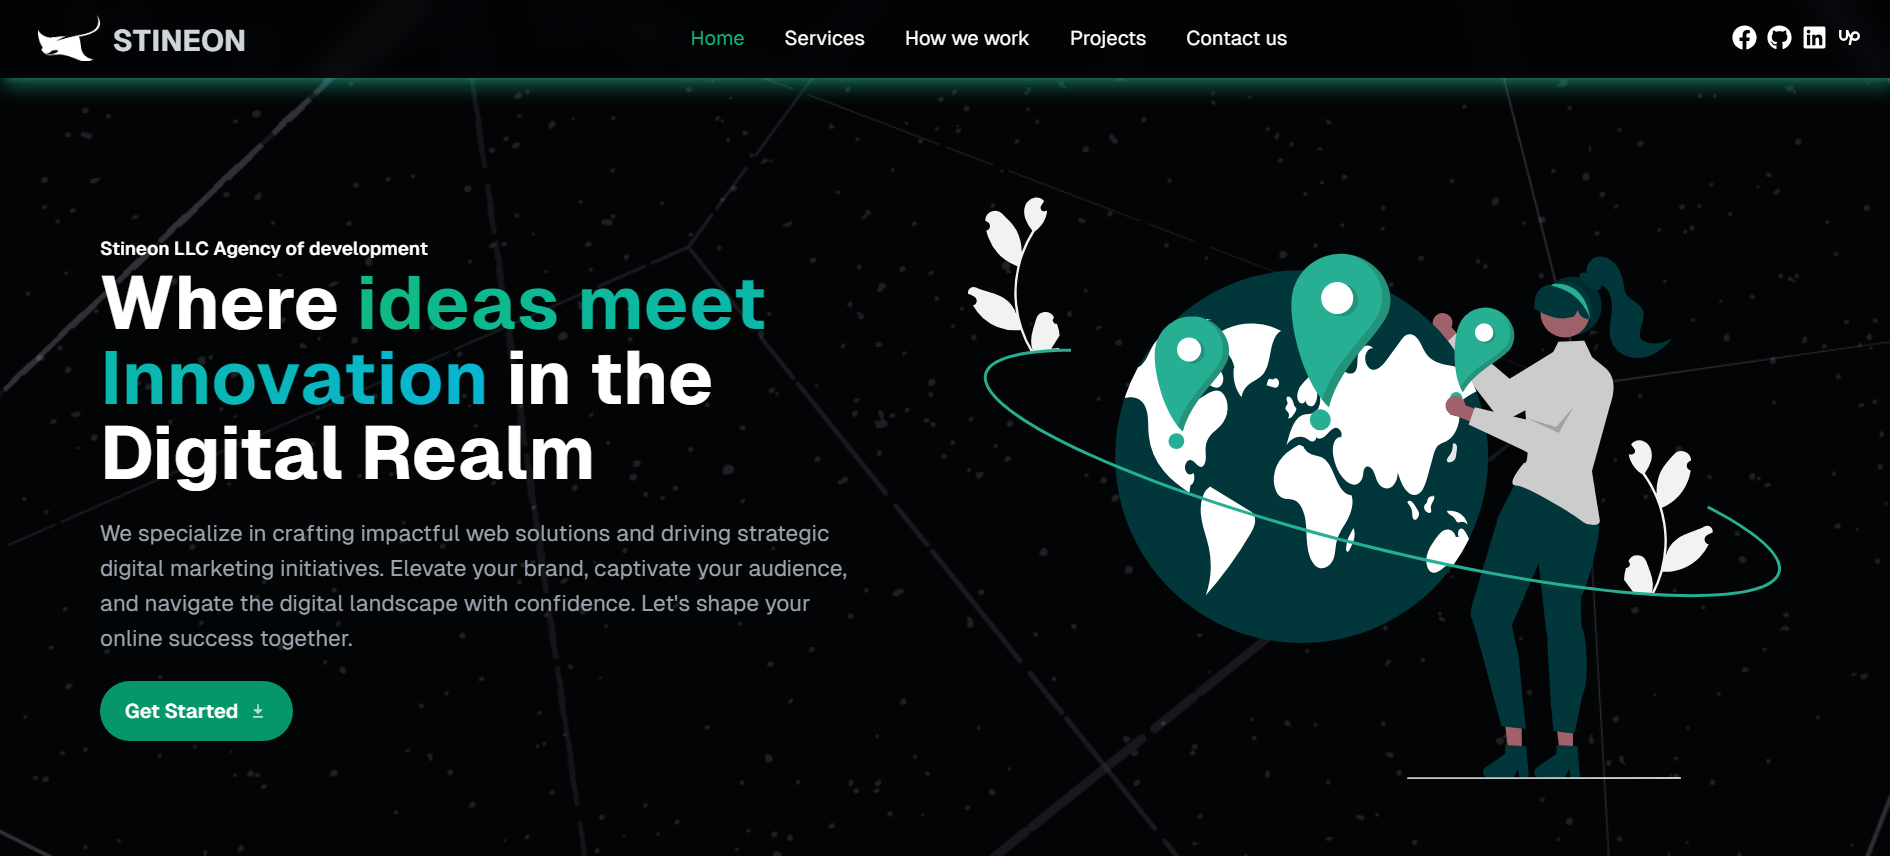 STINEON
Home Services How we work Projects Contact us
Up
Stineon LLC Agency of development
Where ideas meet
Innovation in the
Digital Realm
We specialize in crafting impactful web solutions and driving strategic
digital marketing initiatives. Elevate your brand, captivate your audience,
and navigate the digital landscape with confidence. Let's shape your
online success together.
Get Started